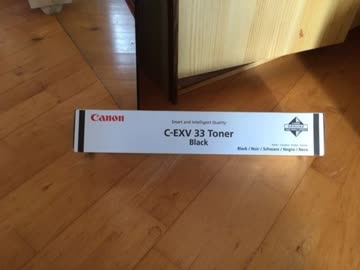 Smart and Intelligent Quality
Canon
C-EXV 33 Toner
Black
Black / Noir / Schwarz / Negro / Nero